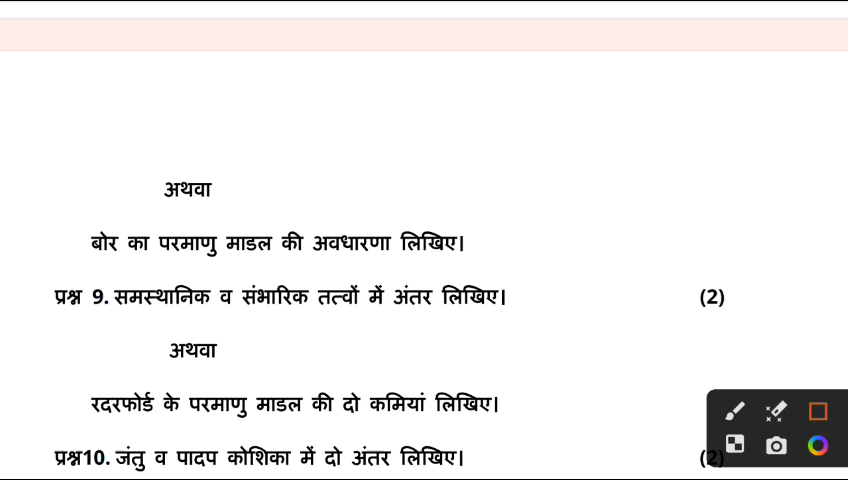 अथवा
बोर का परमाणु माडल की अवधारणा लिखिए।
प्रश्न 9. समस्थानिक व संभारिक तत्वों में अंतर लिखिए। (2)
अथवा
रदरफोर्ड के परमाणु माडल की दो कमियां लिखिए।
प्रश्न10. जंतु व पादप कोशिका में दो अंतर लिखिए। (2)